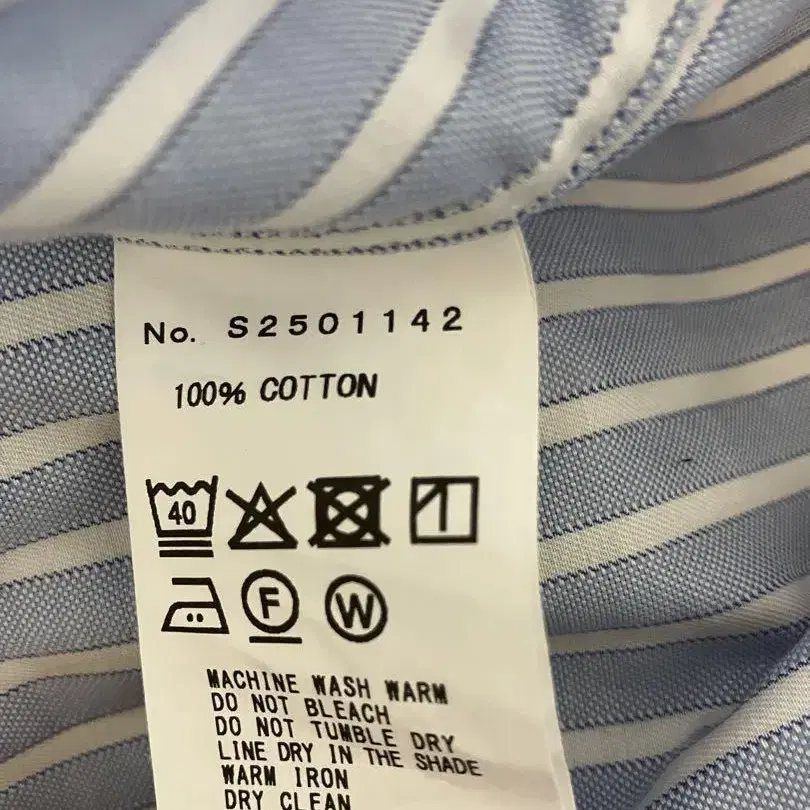 No. S2501142
100% COTTON
40
F W
MACHINE WASH WARM
DO NOT BLEACH
DO NOT TUMBLE DRY
LINE DRY IN THE SHADE
WARM IRON
DRY CLEAN